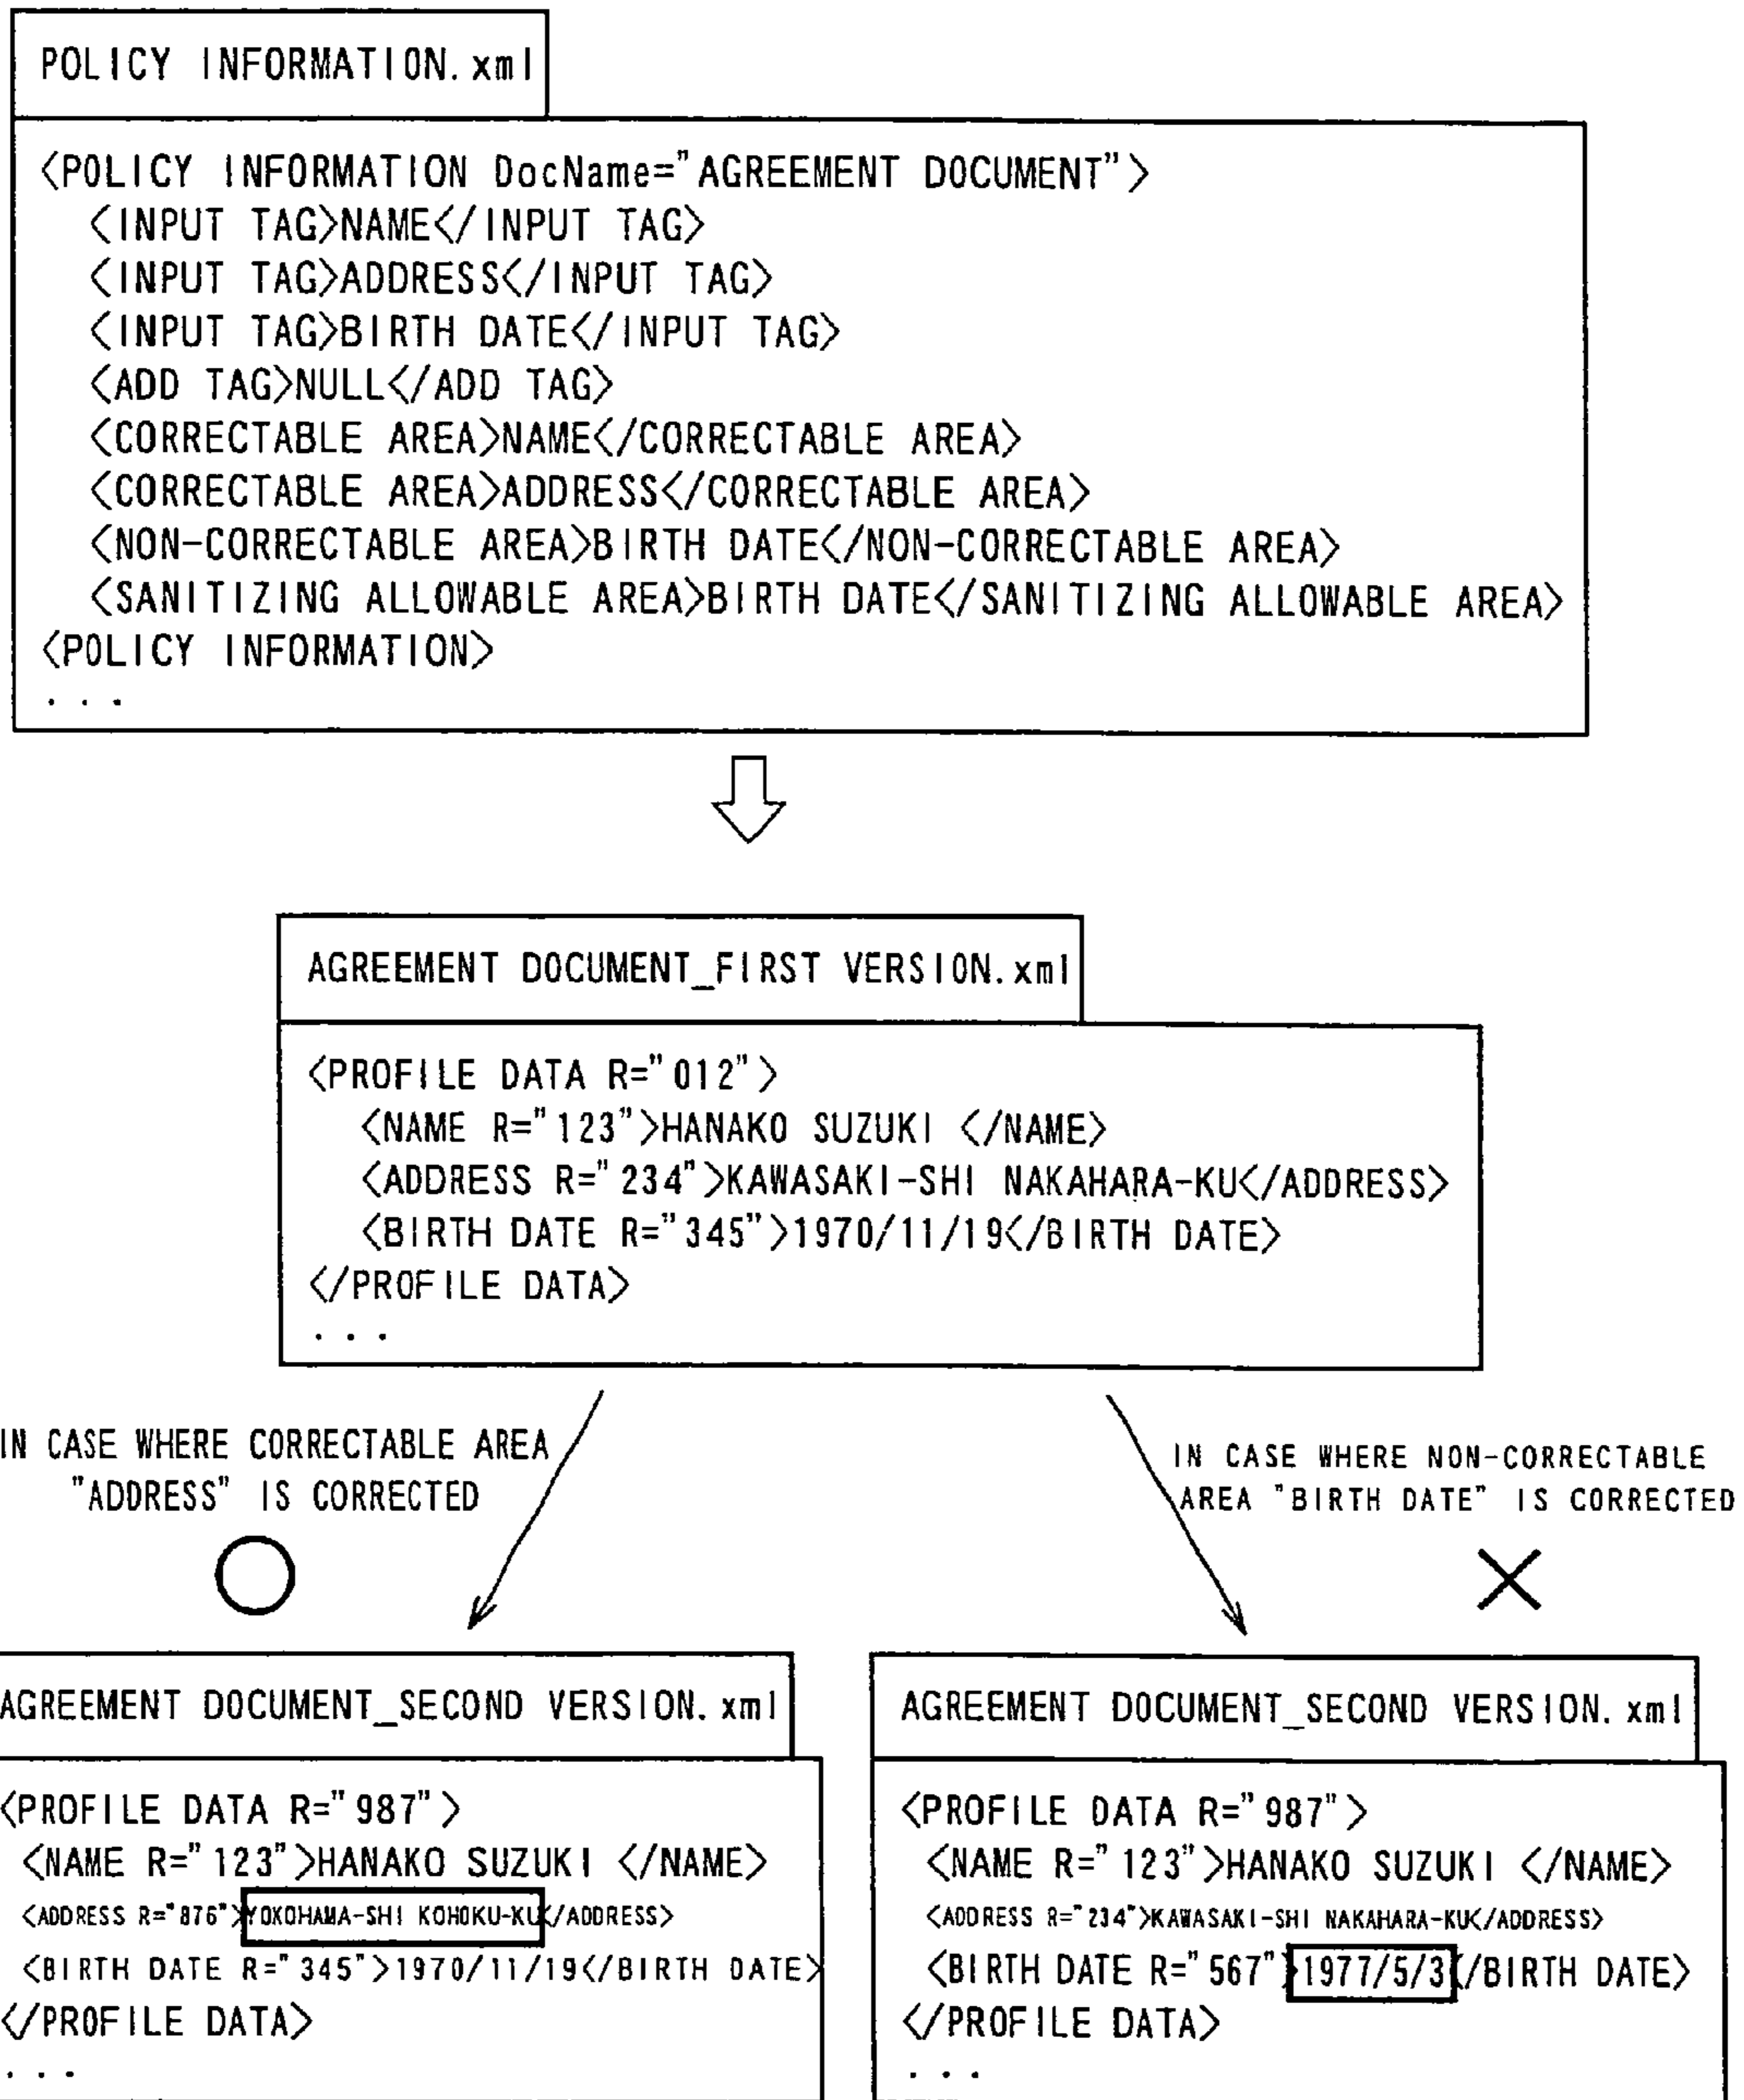 POLICY INFORMATION.xml
<POLICY INFORMATION DocName="AGREEMENT DOCUMENT">
<INPUT TAG>NAME</INPUT TAG>
<INPUT TAG>ADDRESS</INPUT TAG>
<INPUT TAG>BIRTH DATE</INPUT TAG>
<ADD TAG>NULL</ADD TAG>
<CORRECTABLE AREA>NAME</CORRECTABLE AREA>
<CORRECTABLE AREA>ADDRESS</CORRECTABLE AREA>
<NON-CORRECTABLE AREA>BIRTH DATE</NON-CORRECTABLE AREA>
<SANITIZING ALLOWABLE AREA>BIRTH DATE</SANITIZING ALLOWABLE AREA>
<POLICY INFORMATION>
...
AGREEMENT DOCUMENT_FIRST VERSION.xml
<PROFILE DATA R="012">
<NAME R="123">HANAKO SUZUKI </NAME>
<ADDRESS R="234">KAWASAKI-SHI NAKAHARA-KU</ADDRESS>
<BIRTH DATE R="345">1970/11/19</BIRTH DATE>
</PROFILE DATA>
...
IN CASE WHERE CORRECTABLE AREA
"ADDRESS" IS CORRECTED
IN CASE WHERE NON-CORRECTABLE
AREA "BIRTH DATE" IS CORRECTED
AGREEMENT DOCUMENT_SECOND VERSION.xml
<PROFILE DATA R="987">
<NAME R="123">HANAKO SUZUKI </NAME>
<ADDRESS R="876">YOKOHAMA-SHI KOHOKU-KU</ADDRESS>
<BIRTH DATE R="345">1970/11/19</BIRTH DATE>
</PROFILE DATA>
...
AGREEMENT DOCUMENT_SECOND VERSION.xml
<PROFILE DATA R="987">
<NAME R="123">HANAKO SUZUKI </NAME>
<ADDRESS R="234">KAWASAKI-SHI NAKAHARA-KU</ADDRESS>
<BIRTH DATE R="567">1977/5/3</BIRTH DATE>
</PROFILE DATA>
...